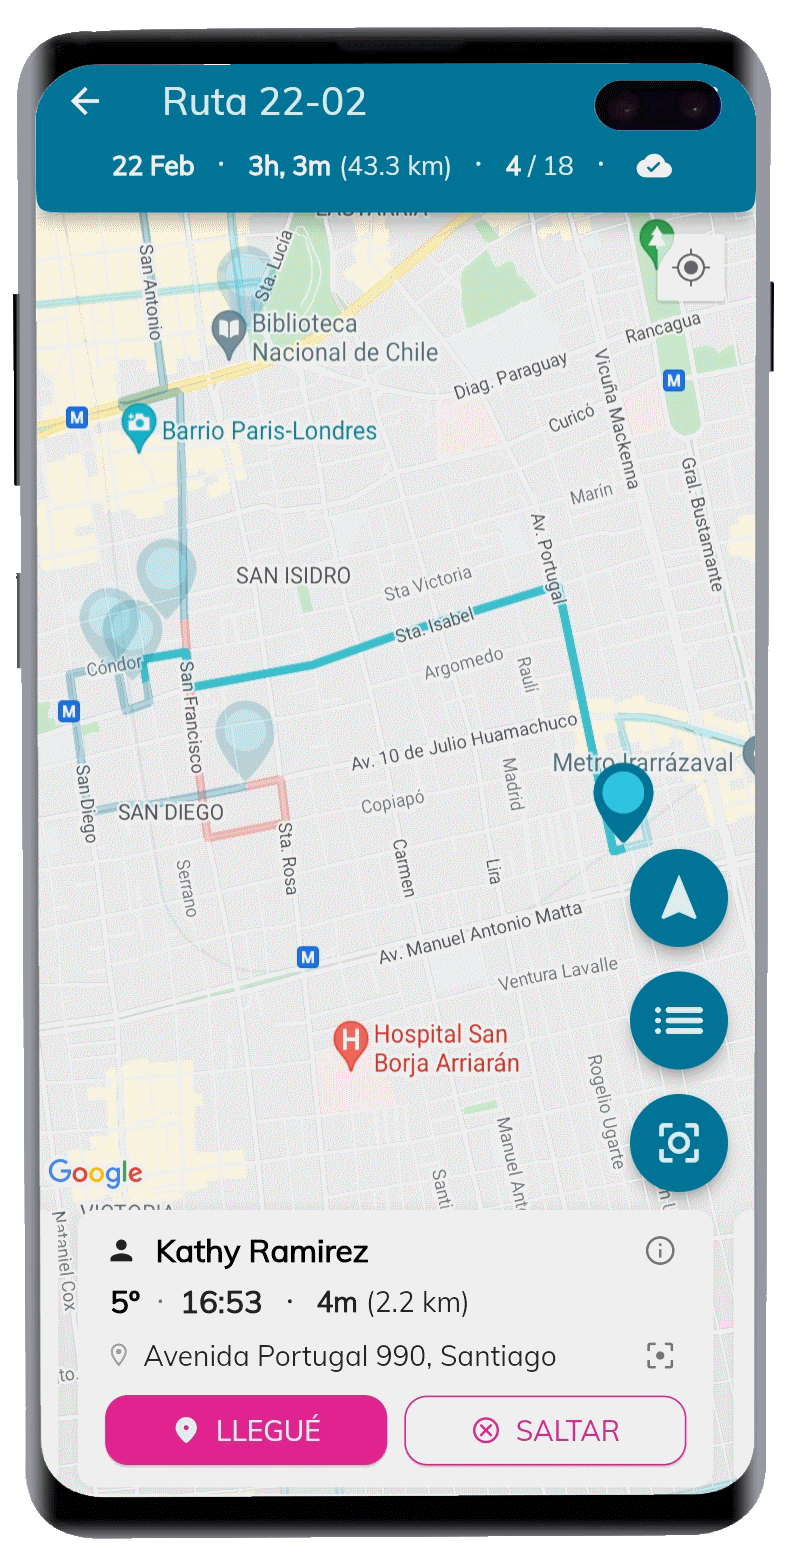 Ruta 22-02
22 Feb · 3h, 3m (43.3 km) · 4 / 18 ·
LASTARRIA
San Antonio
Sta. Lucía
Biblioteca
Nacional de Chile
Rancagua
Diag. Paraguay
Vicuña Mackenna
M
M
Curicó
Barrio Paris-Londres
Gral. Bustamante
Marín
Av. Portugal
SAN ISIDRO
Sta Victoria
Sta. Isabel
Cóndor
Argomedo
Raulí
San Francisco
M
Av. 10 de Julio Huamachuco
Metro Irarrázaval
San Diego
Madrid
SAN DIEGO
Copiapó
Sta. Rosa
Carmen
Lira
Serrano
Av. Manuel Antonio Matta
M
Ventura Lavalle
H
Hospital San
Borja Arriarán
Rogelio Ugarte
Manuel Ant
Santi
Google
VICTORIA
Nataniel Cox
Kathy Ramirez
5º · 16:53 · 4m (2.2 km)
Avenida Portugal 990, Santiago
to.
LLEGUÉ
SALTAR